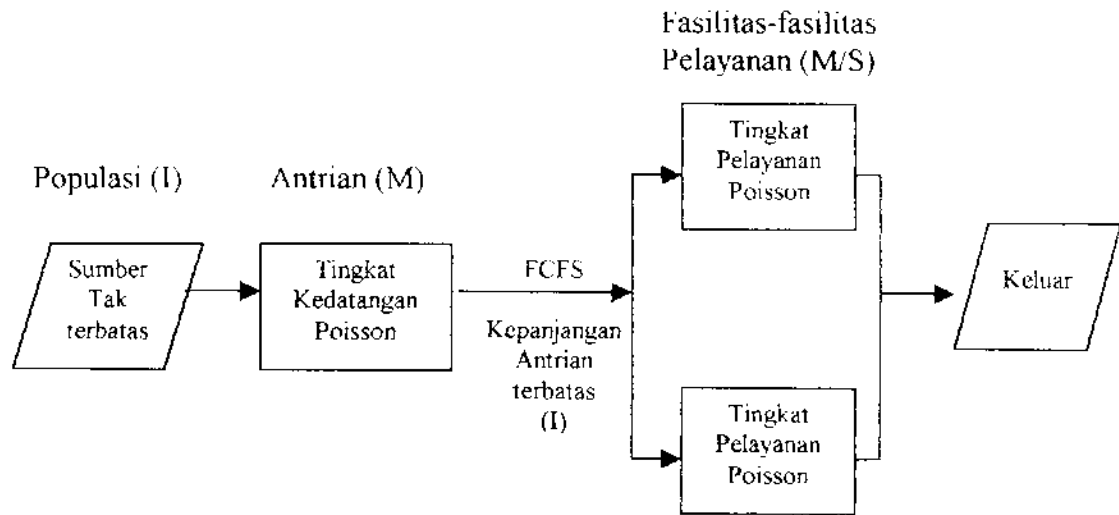 Fasilitas-fasilitas
Pelayanan (M/S)
Populasi (I)
Antrian (M)
Sumber
Tak
terbatas
Tingkat
Kedatangan
Poisson
FCFS
Kepanjangan
Antrian
terbatas
(I)
Tingkat
Pelayanan
Poisson
Tingkat
Pelayanan
Poisson
Keluar